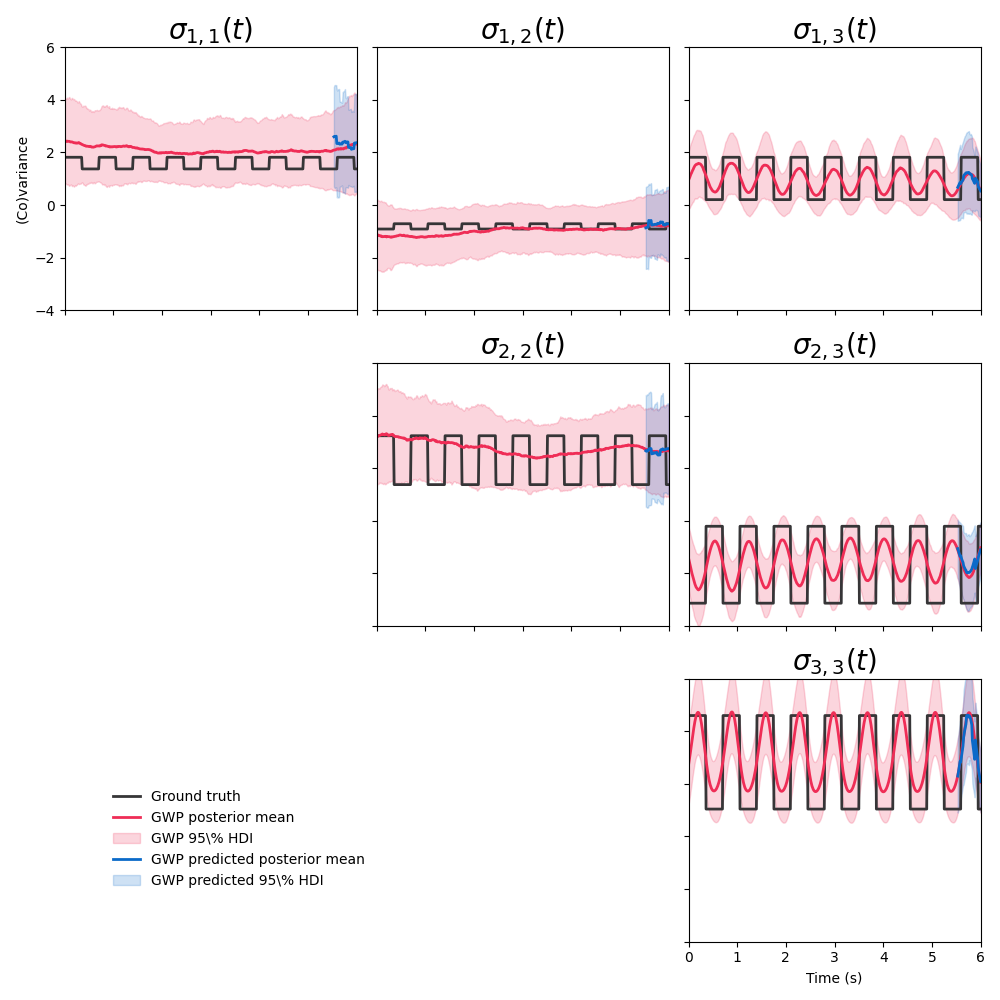 σ₁,₁(t) σ₁,₂(t) σ₁,₃(t)
6
4
2
0
−2
−4
(Co)variance
σ₂,₂(t) σ₂,₃(t)
σ₃,₃(t)
Ground truth
GWP posterior mean
GWP 95\% HDI
GWP predicted posterior mean
GWP predicted 95\% HDI
0 1 2 3 4 5 6
Time (s)